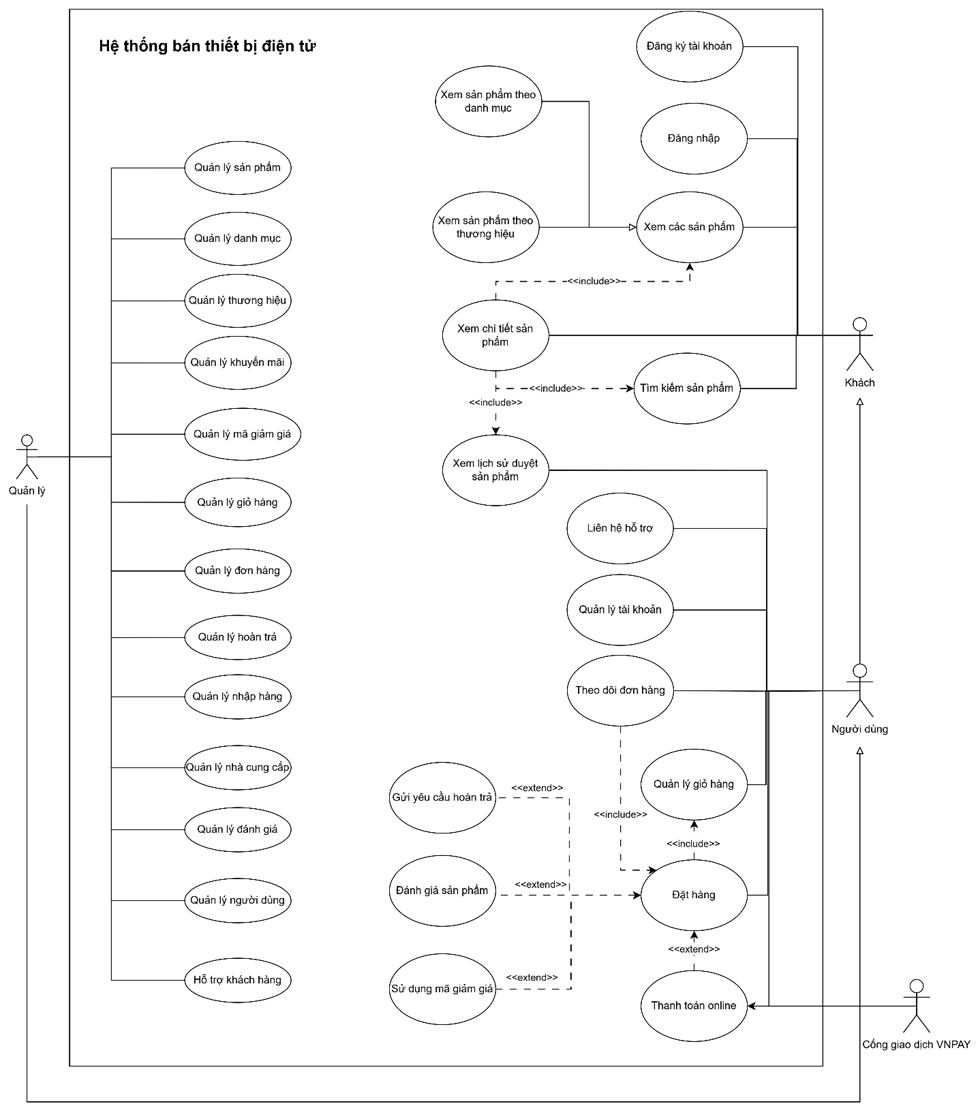 Hệ thống bán thiết bị điện tử
Đăng ký tài khoản
Xem sản phẩm theo
danh mục
Đăng nhập
Quản lý sản phẩm
Xem sản phẩm theo
thương hiệu
Xem các sản phẩm
Quản lý danh mục
<<include>>
Quản lý thương hiệu
Xem chi tiết sản
phẩm
Quản lý khuyến mãi
Khách
<<include>>
Tìm kiếm sản phẩm
<<include>>
Quản lý mã giảm giá
Xem lịch sử duyệt
sản phẩm
Quản lý
Quản lý giỏ hàng
Liên hệ hỗ trợ
Quản lý đơn hàng
Quản lý tài khoản
Quản lý hoàn trả
Theo dõi đơn hàng
Quản lý nhập hàng
Người dùng
Quản lý nhà cung cấp
Quản lý giỏ hàng
<<extend>>
Gửi yêu cầu hoàn trả
<<include>>
Quản lý đánh giá
<<include>>
Đánh giá sản phẩm
<<extend>>
Đặt hàng
Quản lý người dùng
<<extend>>
Hỗ trợ khách hàng
<<extend>>
Sử dụng mã giảm giá
Thanh toán online
Cổng giao dịch VNPAY